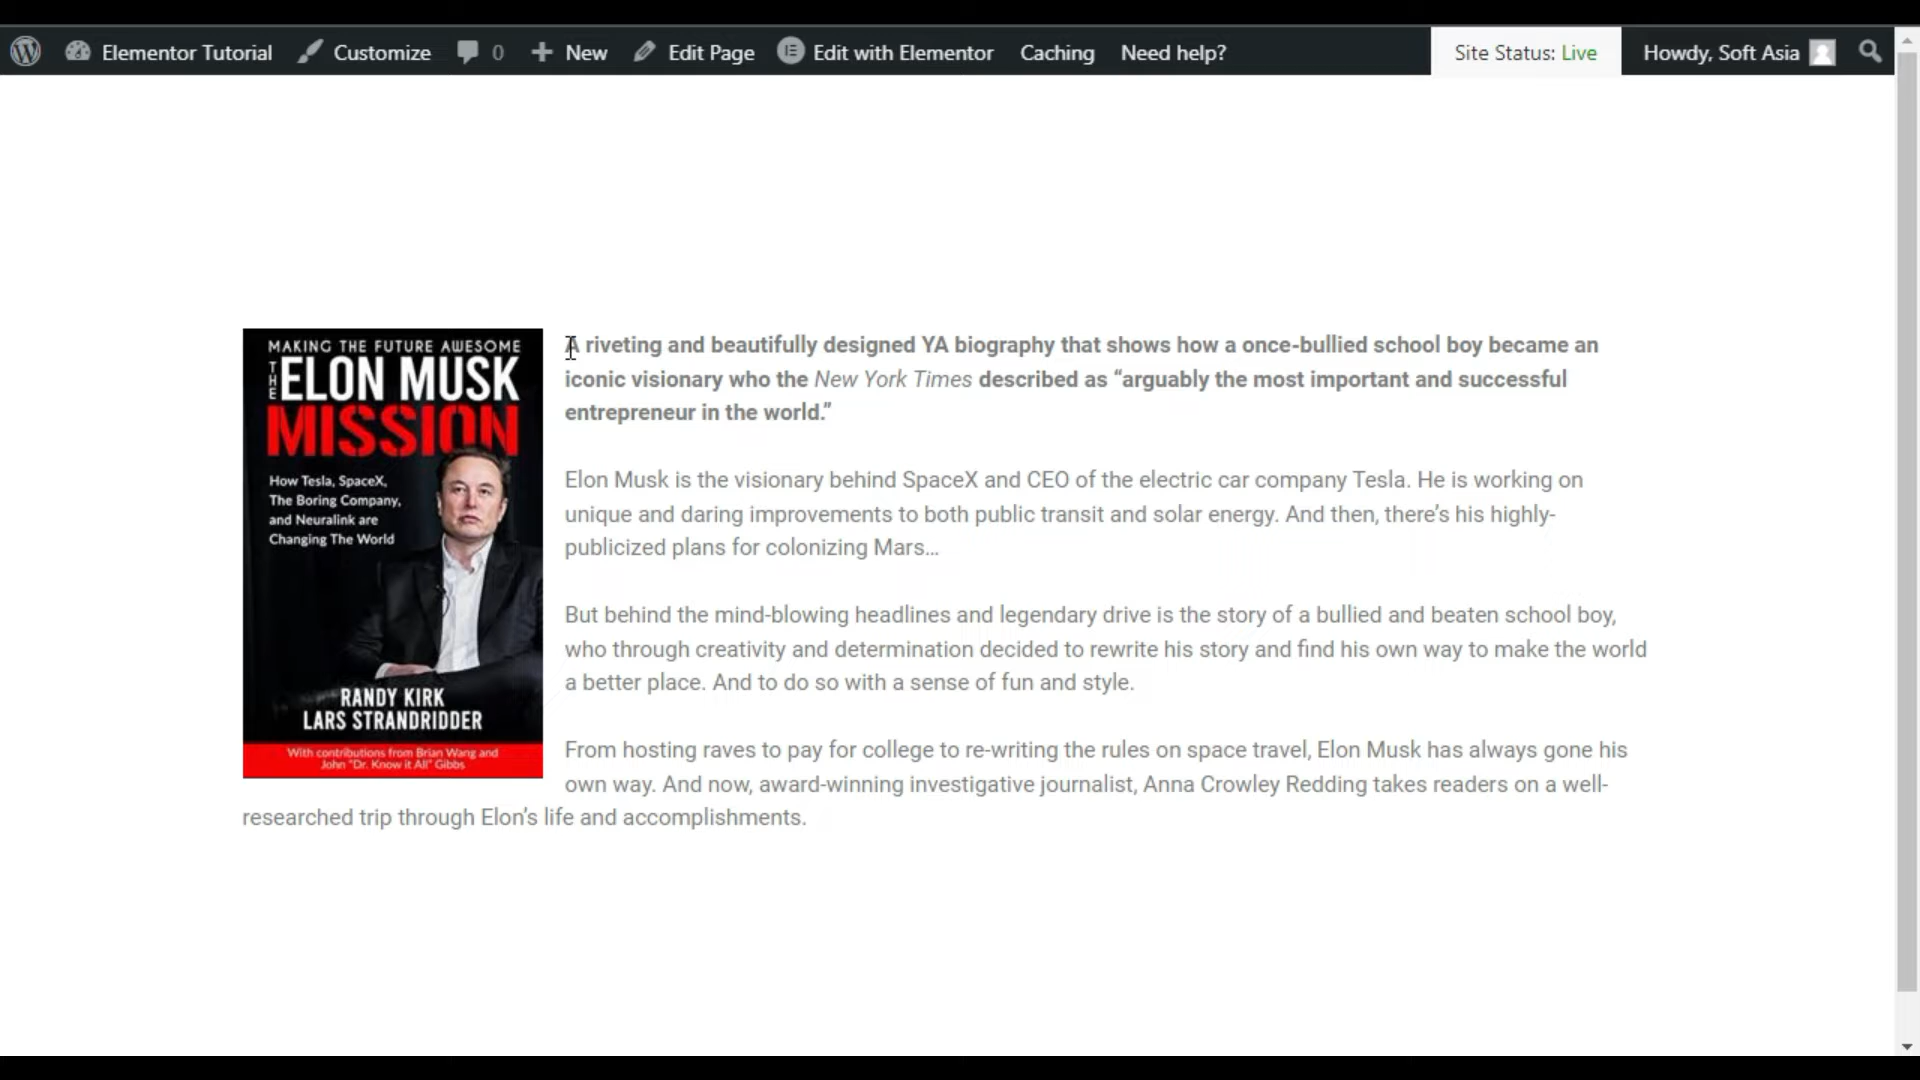 Elementor Tutorial Customize 0 New Edit Page Edit with Elementor Caching Need help? Site Status: Live Howdy, Soft Asia
MAKING THE FUTURE AWESOME
THE ELON MUSK
MISSION
How Tesla, SpaceX,
The Boring Company,
and Neuralink are
Changing The World
RANDY KIRK
LARS STRANDRIDDER
With contributions from Brian Wang and
John "Dr. Know it All" Gibbs
A riveting and beautifully designed YA biography that shows how a once-bullied school boy became an
iconic visionary who the New York Times described as “arguably the most important and successful
entrepreneur in the world.”
Elon Musk is the visionary behind SpaceX and CEO of the electric car company Tesla. He is working on
unique and daring improvements to both public transit and solar energy. And then, there’s his highly-
publicized plans for colonizing Mars…
But behind the mind-blowing headlines and legendary drive is the story of a bullied and beaten school boy,
who through creativity and determination decided to rewrite his story and find his own way to make the world
a better place. And to do so with a sense of fun and style.
From hosting raves to pay for college to re-writing the rules on space travel, Elon Musk has always gone his
own way. And now, award-winning investigative journalist, Anna Crowley Redding takes readers on a well-
researched trip through Elon’s life and accomplishments.